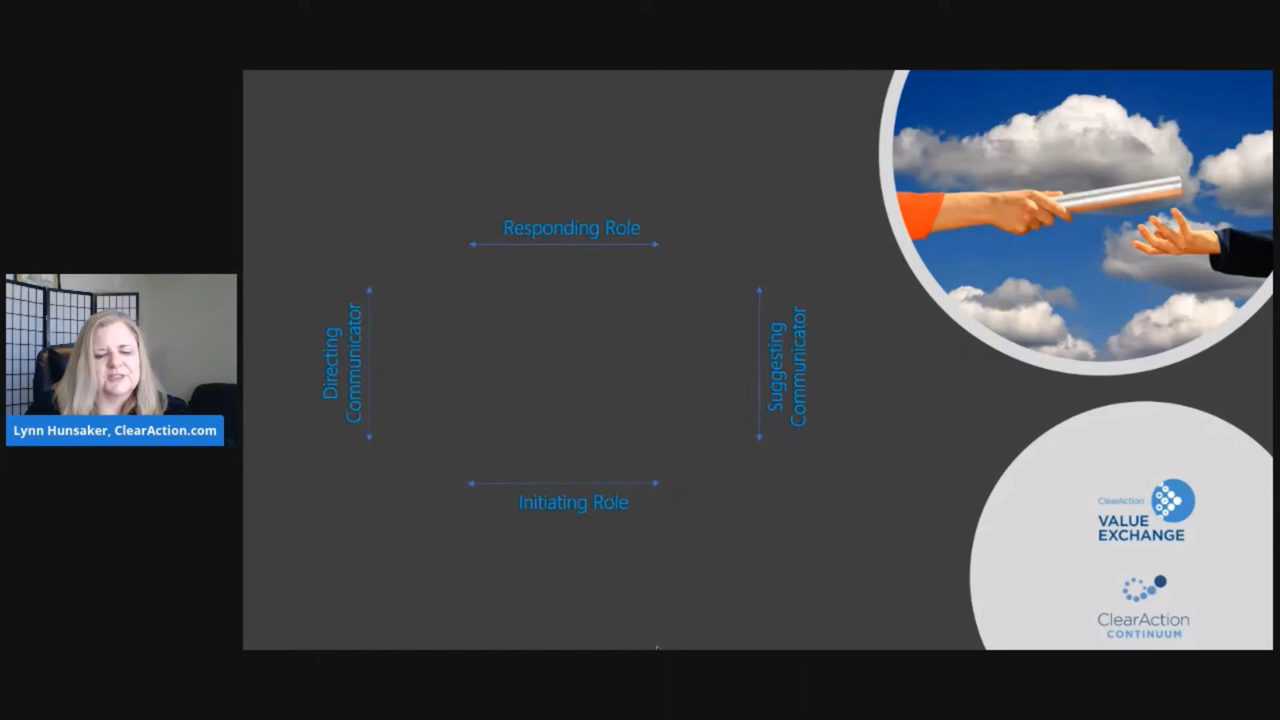 Responding Role
Directing
Communicator
Suggesting
Communicator
Initiating Role
Lynn Hunsaker, ClearAction.com
ClearAction
VALUE
EXCHANGE
ClearAction
CONTINUUM